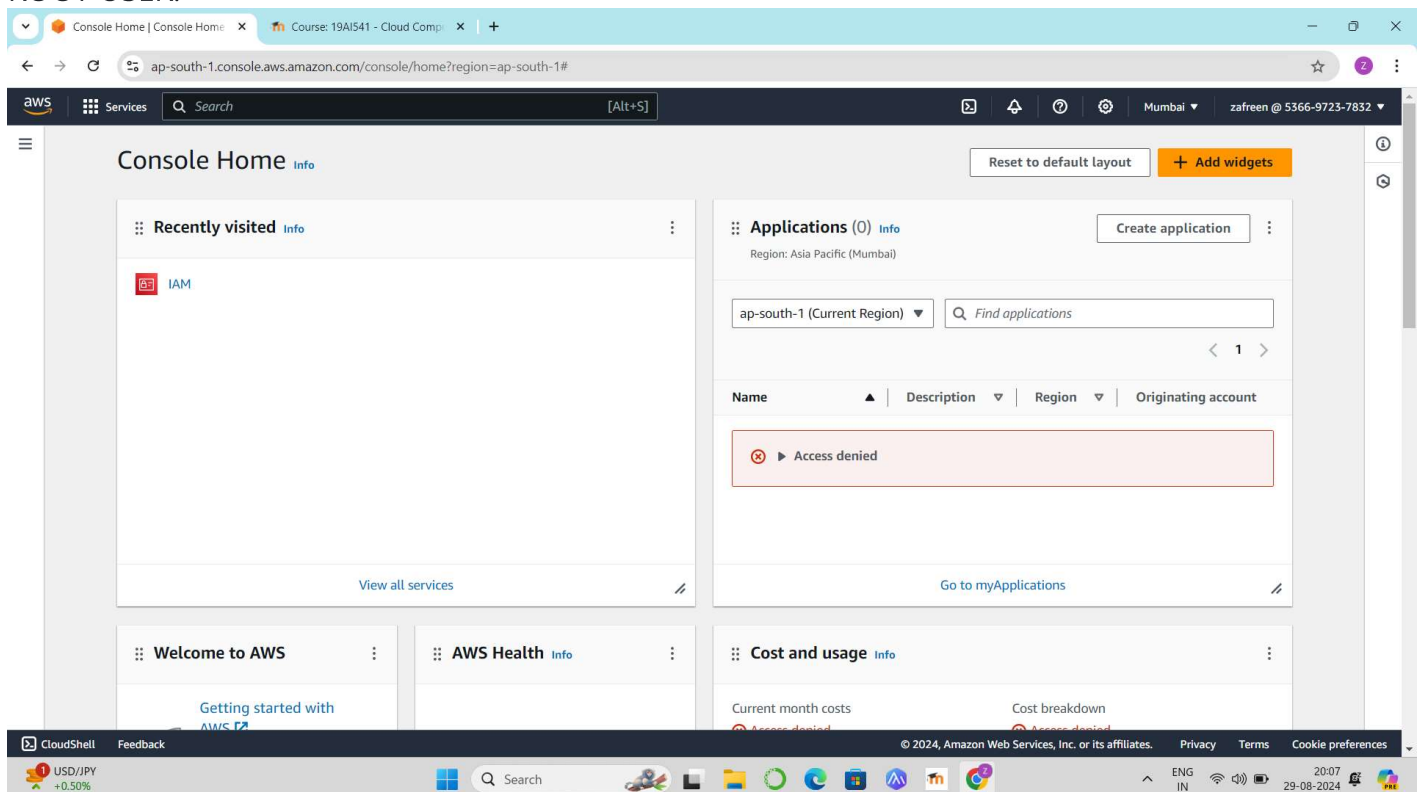 Console Home | Console Home
Course: 19AI541 - Cloud Comp
ap-south-1.console.aws.amazon.com/console/home?region=ap-south-1#
Z
aws
Services
Search
[Alt+S]
Mumbai
zafreen @ 5366-9723-7832
Console Home Info
Reset to default layout
+ Add widgets
Recently visited Info
IAM
View all services
Applications (0) Info
Region: Asia Pacific (Mumbai)
Create application
ap-south-1 (Current Region)
Find applications
1
Name
Description
Region
Originating account
Access denied
Go to myApplications
Welcome to AWS
Getting started with
AWS
AWS Health Info
Cost and usage Info
Current month costs
Access denied
Cost breakdown
Access denied
CloudShell
Feedback
© 2024, Amazon Web Services, Inc. or its affiliates.
Privacy
Terms
Cookie preferences
1
USD/JPY
+0.50%
Search
ENG
IN
20:07
29-08-2024
PRE